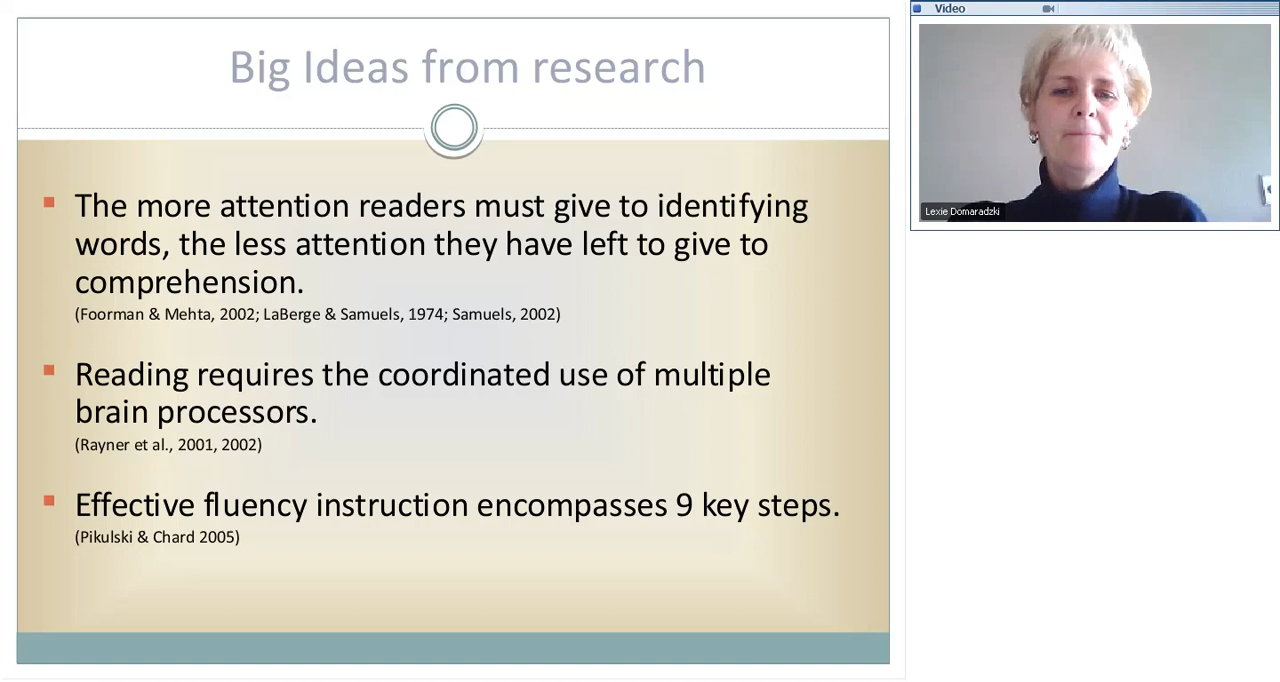 Big Ideas from research
The more attention readers must give to identifying
words, the less attention they have left to give to
comprehension.
(Foorman & Mehta, 2002; LaBerge & Samuels, 1974; Samuels, 2002)
Reading requires the coordinated use of multiple
brain processors.
(Rayner et al., 2001, 2002)
Effective fluency instruction encompasses 9 key steps.
(Pikulski & Chard 2005)
Video
Lexie Domaradzki